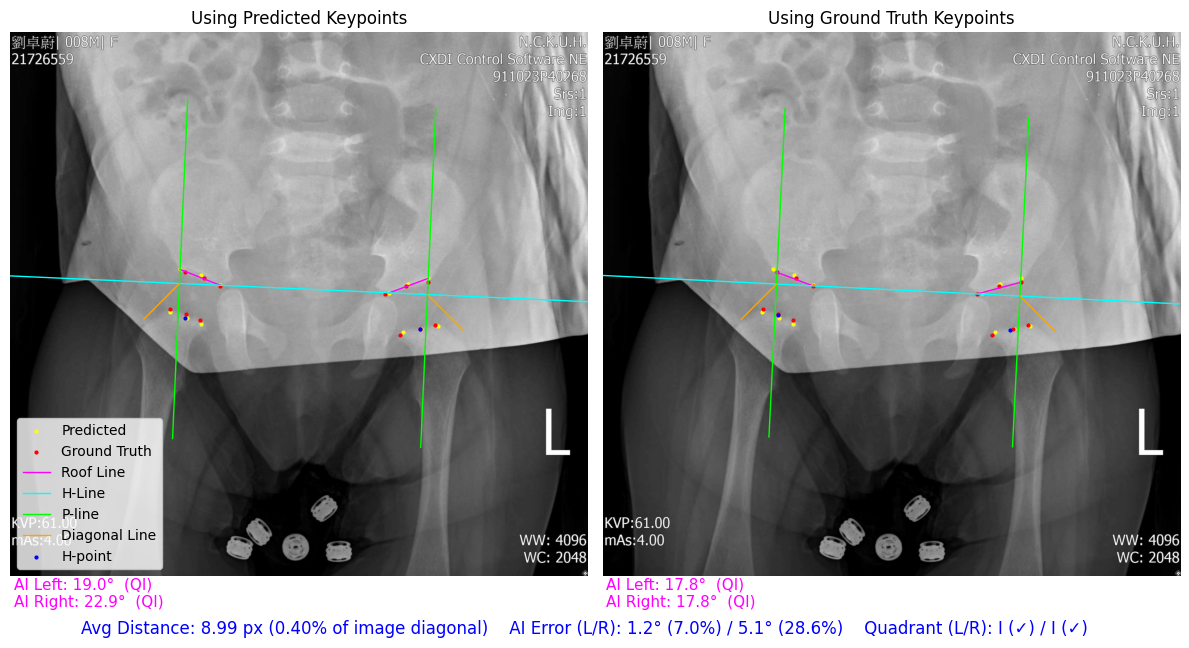 Using Predicted Keypoints
劉卓蔚| 008M| F
21726559
N.C.K.U.H.
CXDI Control Software NE
911023P40268
Srs:1
Img:1
L
Predicted
Ground Truth
Roof Line
H-Line
P-line
Diagonal Line
H-point
KVP:61.00
mAs:4.00
WW: 4096
WC: 2048
AI Left: 19.0° (QI)
AI Right: 22.9° (QI)
Using Ground Truth Keypoints
劉卓蔚| 008M| F
21726559
N.C.K.U.H.
CXDI Control Software NE
911023P40268
Srs:1
Img:1
L
KVP:61.00
mAs:4.00
WW: 4096
WC: 2048
AI Left: 17.8° (QI)
AI Right: 17.8° (QI)
Avg Distance: 8.99 px (0.40% of image diagonal) AI Error (L/R): 1.2° (7.0%) / 5.1° (28.6%) Quadrant (L/R): I (✓) / I (✓)